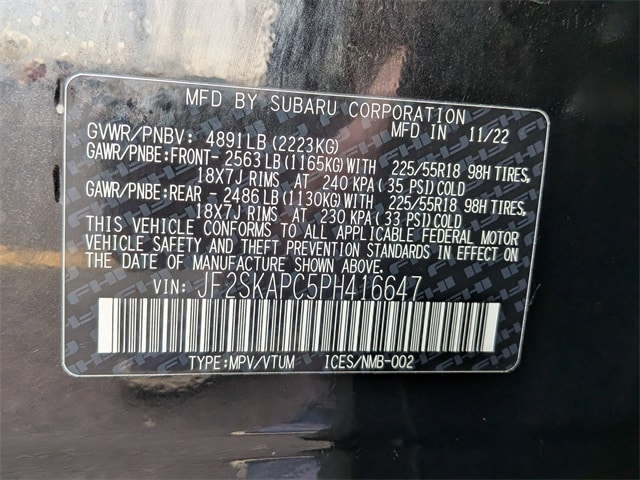 MFD BY SUBARU CORPORATION
GVWR/PNBV: 4891LB (2223KG) MFD IN 11/22
GAWR/PNBE:FRONT- 2563 LB(1165KG)WITH 225/55R18 98H TIRES,
18X7J RIMS AT 240 KPA(35 PSI)COLD
GAWR/PNBE:REAR - 2486 LB(1130KG)WITH 225/55R18 98H TIRES,
18X7J RIMS AT 230 KPA(33 PSI)COLD
THIS VEHICLE CONFORMS TO ALL APPLICABLE FEDERAL MOTOR
VEHICLE SAFETY AND THEFT PREVENTION STANDARDS IN EFFECT ON
THE DATE OF MANUFACTURE SHOWN ABOVE.
VIN: JF2SKAPC5PH416647
TYPE:MPV/VTUM ICES/NMB-002